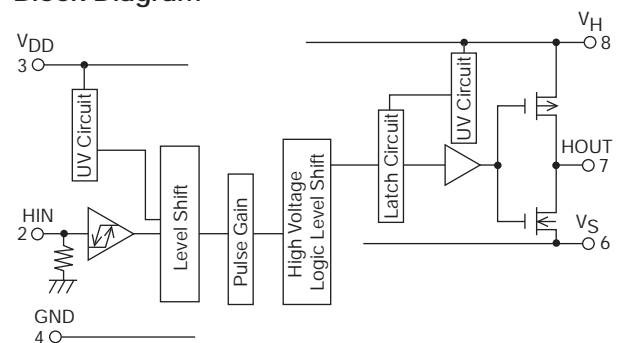 Block Diagram
VDD
3
UV Circuit
HIN
2
GND
4
Level Shift
Pulse Gain
High Voltage
Logic Level Shift
Latch Circuit
UV Circuit
VH
8
HOUT
7
VS
6